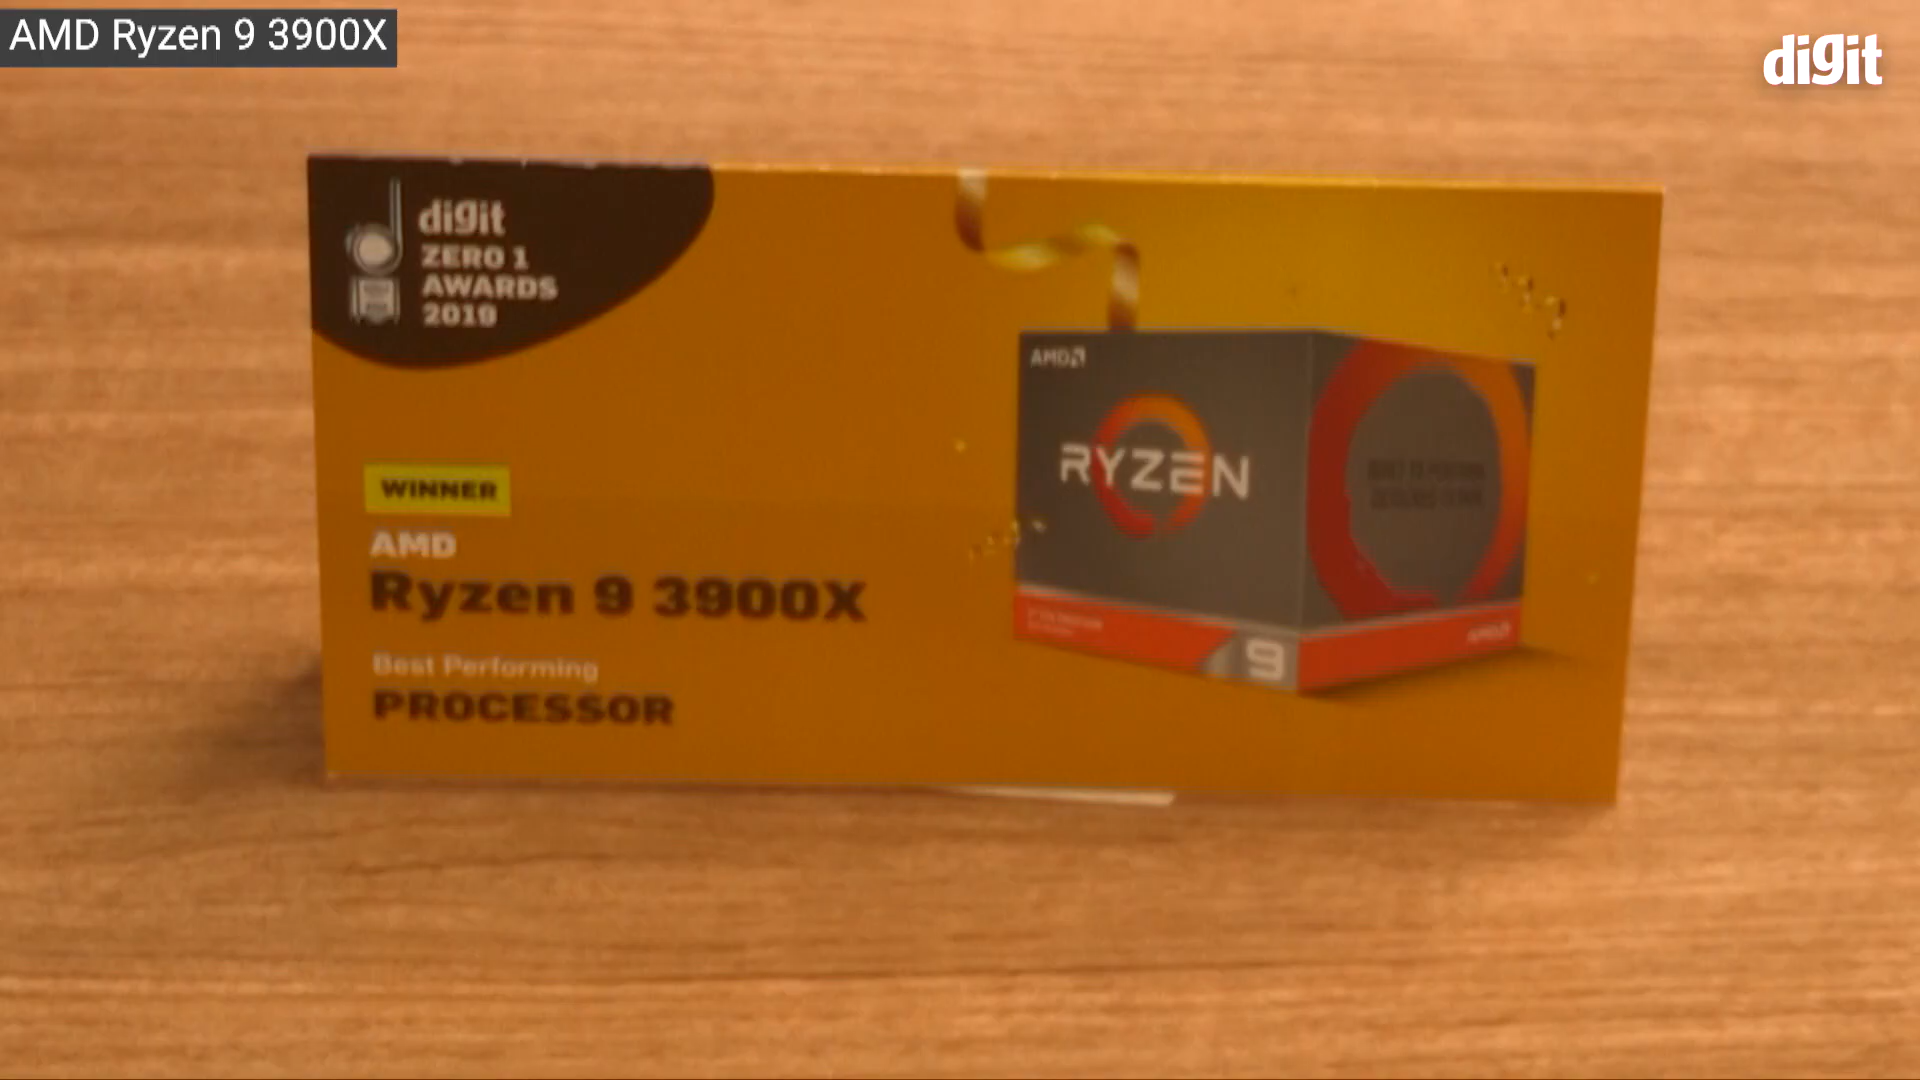 AMD Ryzen 9 3900X
digit
digit
ZERO 1
AWARDS
2019
WINNER
AMD
Ryzen 9 3900X
Best Performing
PROCESSOR
AMD
RYZEN
9
AMD